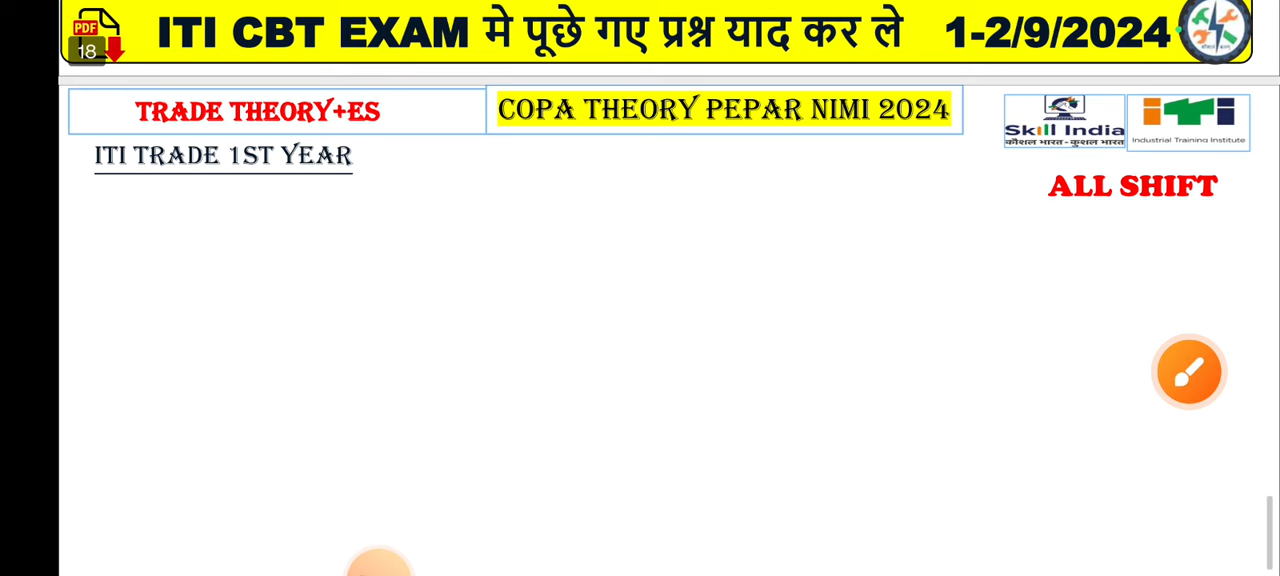 PDF
18
ITI CBT EXAM मे पूछे गए प्रश्न याद कर ले 1-2/9/2024
TRADE THEORY+ES
COPA THEORY PEPAR NIMI 2024
Skill India
कौशल भारत - कुशल भारत
iTi
Industrial Training Institute
ITI TRADE 1ST YEAR
ALL SHIFT